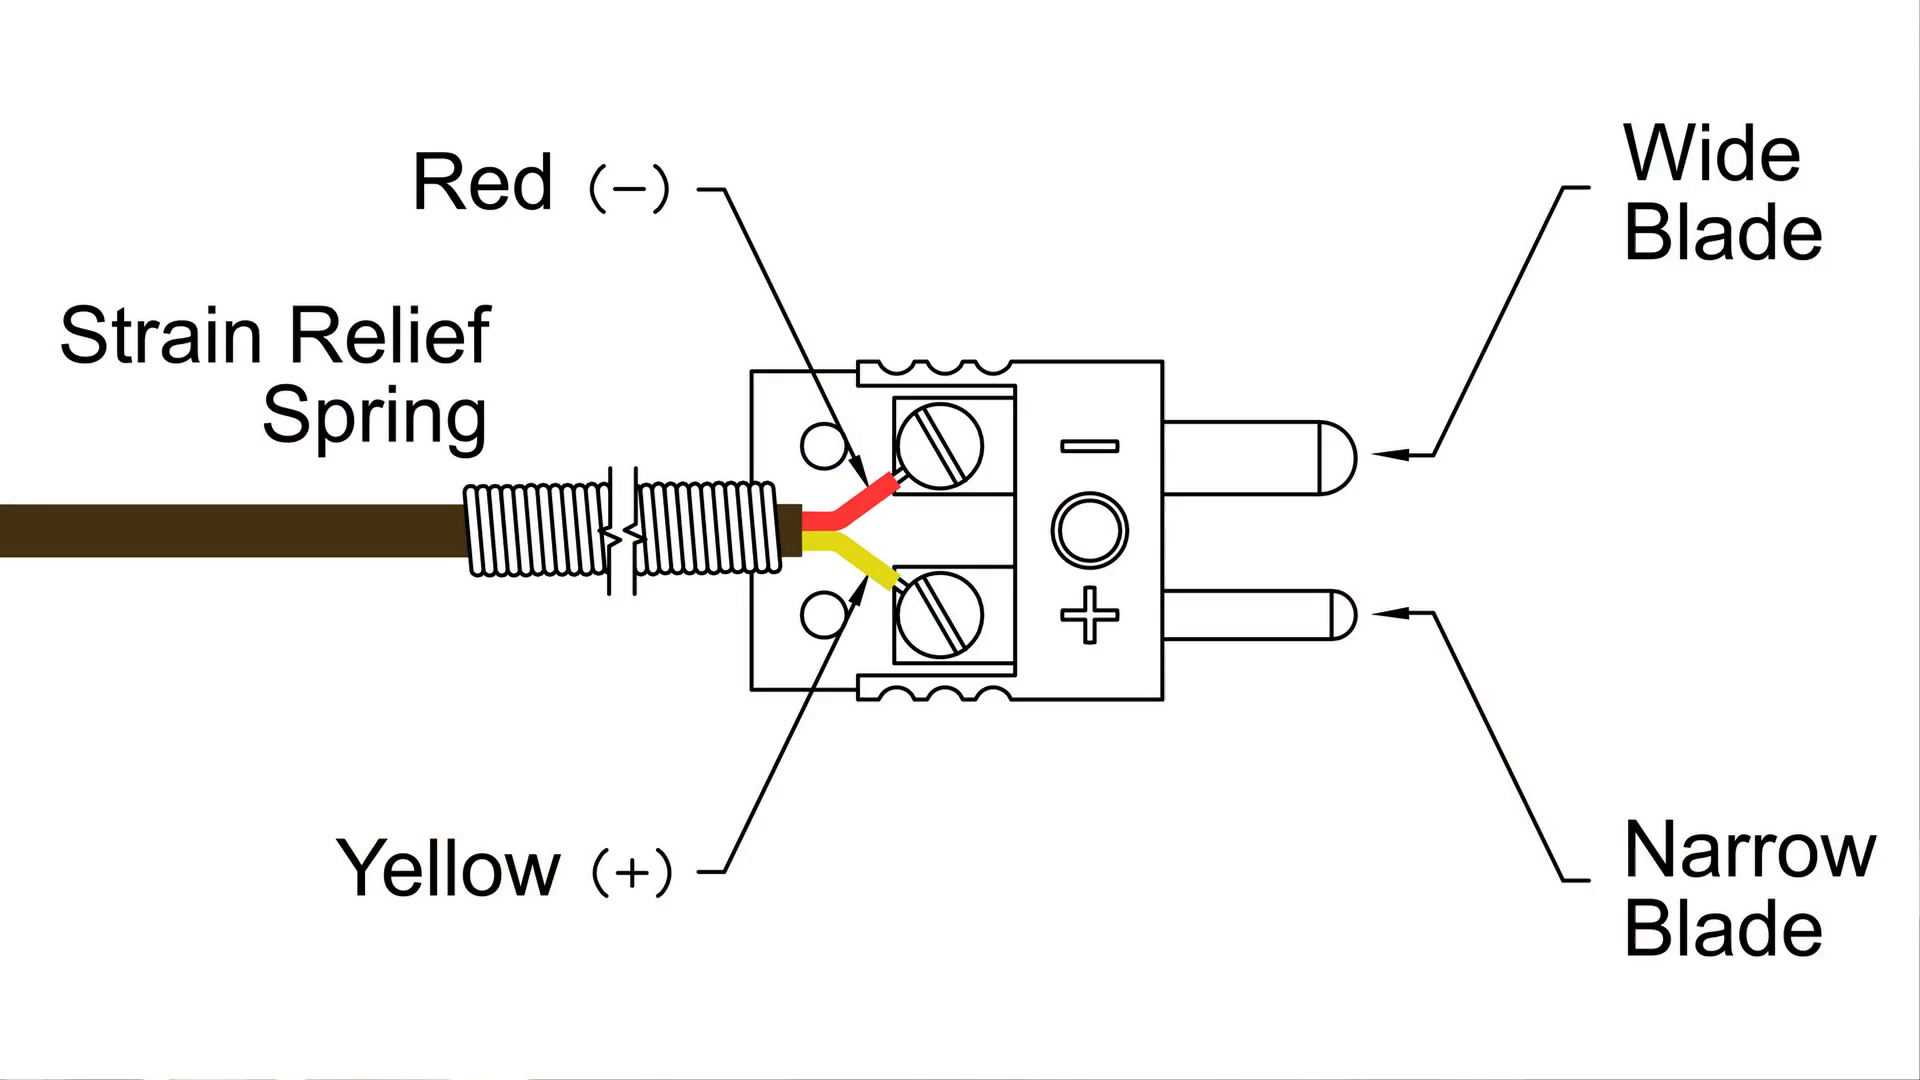 Red (−)
Wide
Blade
Strain Relief
Spring
−
+
Yellow (+)
Narrow
Blade